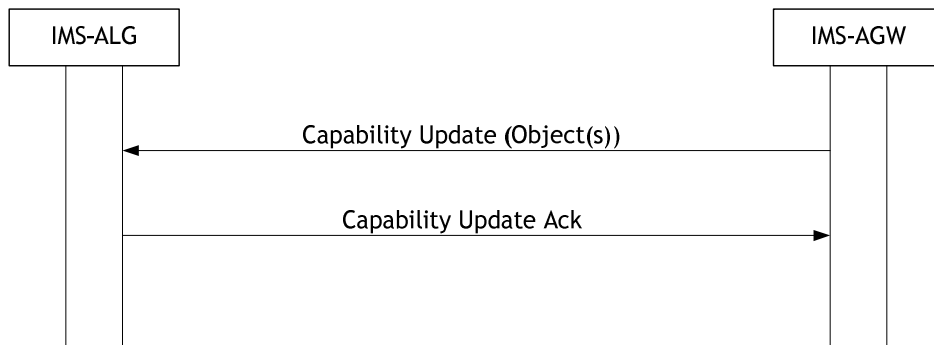 IMS-ALG
IMS-AGW
Capability Update (Object(s))
Capability Update Ack